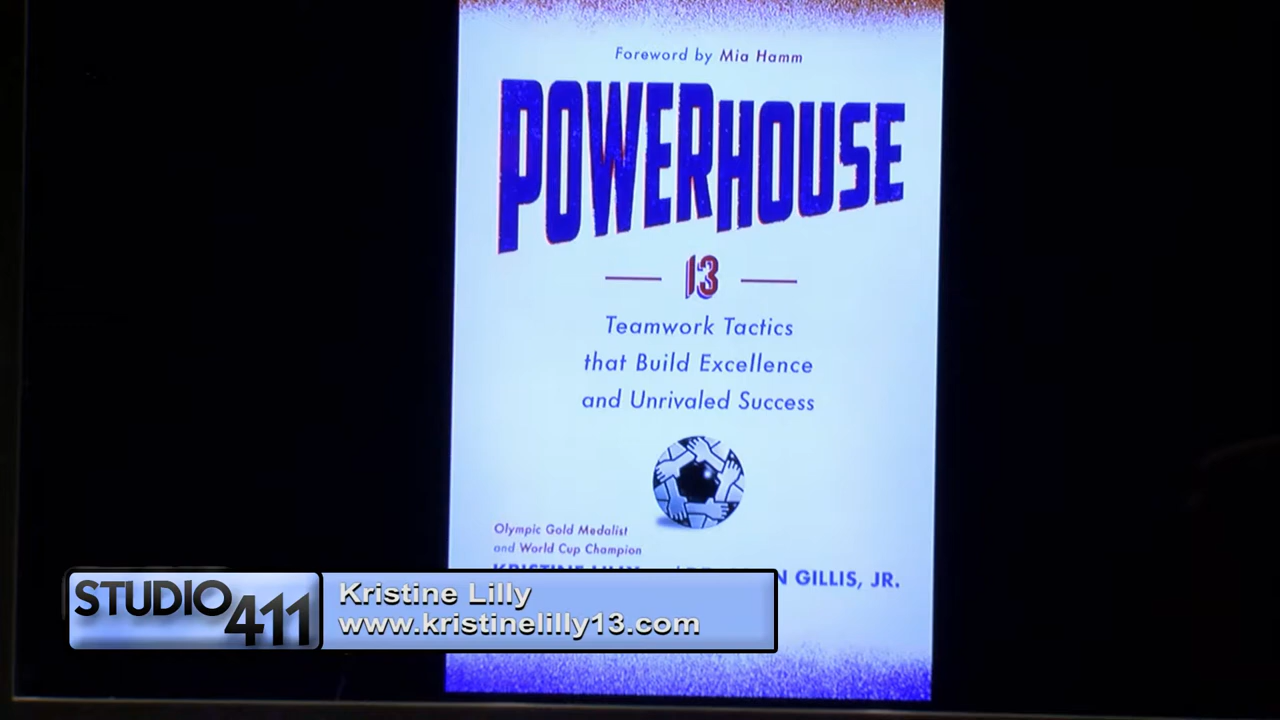 Foreword by Mia Hamm
POWERHOUSE
13
Teamwork Tactics
that Build Excellence
and Unrivaled Success
Olympic Gold Medalist
and World Cup Champion
GILLIS, JR.
STUDIO 411
Kristine Lilly
www.kristinelilly13.com